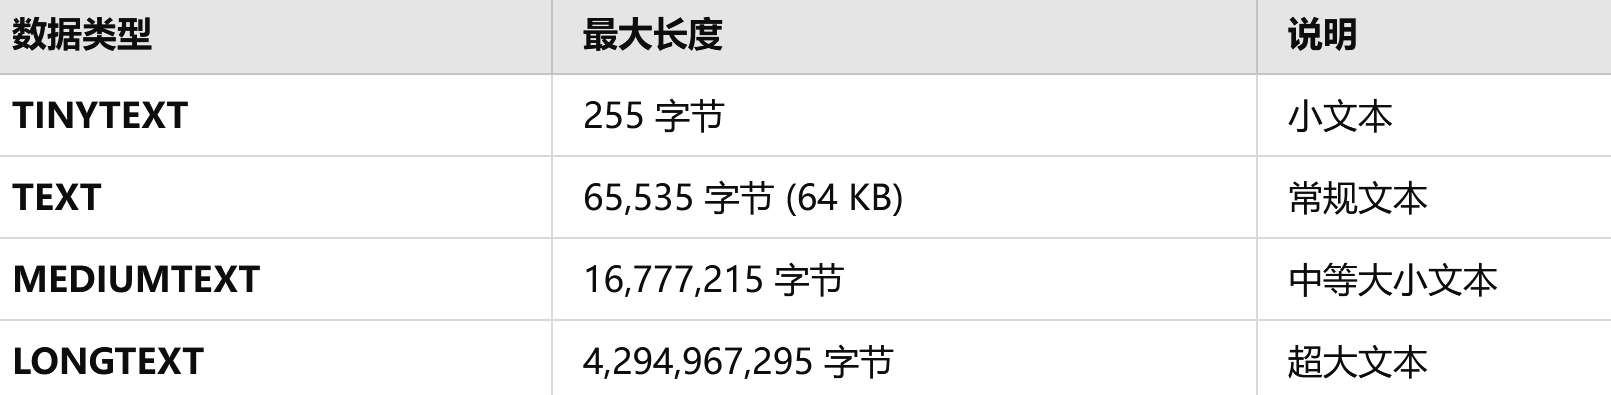 数据类型 最大长度 说明
TINYTEXT 255 字节 小文本
TEXT 65,535 字节 (64 KB) 常规文本
MEDIUMTEXT 16,777,215 字节 中等大小文本
LONGTEXT 4,294,967,295 字节 超大文本